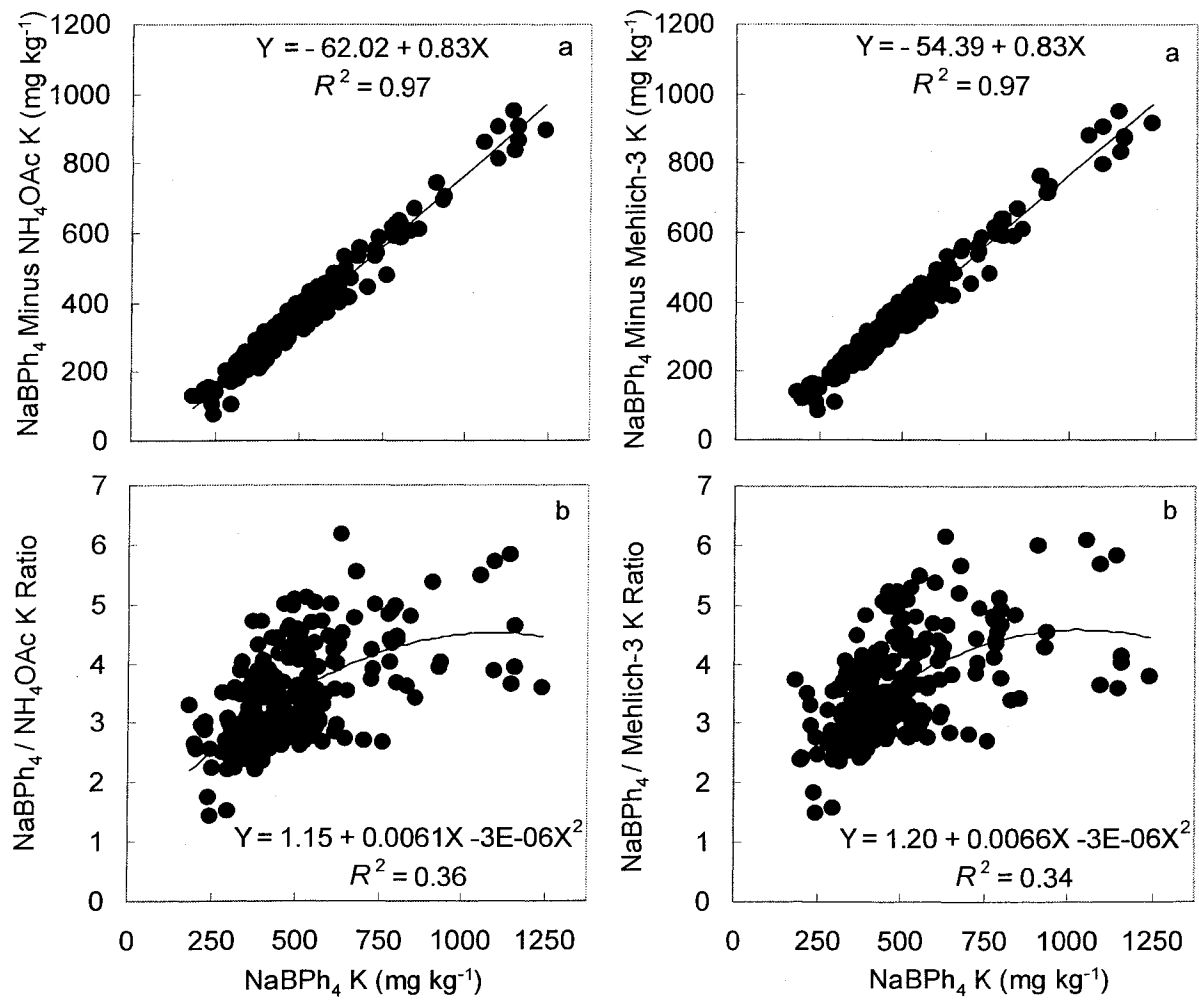 1200
1000
800
600
400
200
0
NaBPh₄ Minus NH₄OAc K (mg kg⁻¹)
Y = - 62.02 + 0.83X
R² = 0.97
a
1200
1000
800
600
400
200
0
NaBPh₄ Minus Mehlich-3 K (mg kg⁻¹)
Y = - 54.39 + 0.83X
R² = 0.97
a
7
6
5
4
3
2
1
0
NaBPh₄ / NH₄OAc K Ratio
b
Y = 1.15 + 0.0061X -3E-06X²
R² = 0.36
0 250 500 750 1000 1250
NaBPh₄ K (mg kg⁻¹)
7
6
5
4
3
2
1
0
NaBPh₄ / Mehlich-3 K Ratio
b
Y = 1.20 + 0.0066X -3E-06X²
R² = 0.34
0 250 500 750 1000 1250
NaBPh₄ K (mg kg⁻¹)